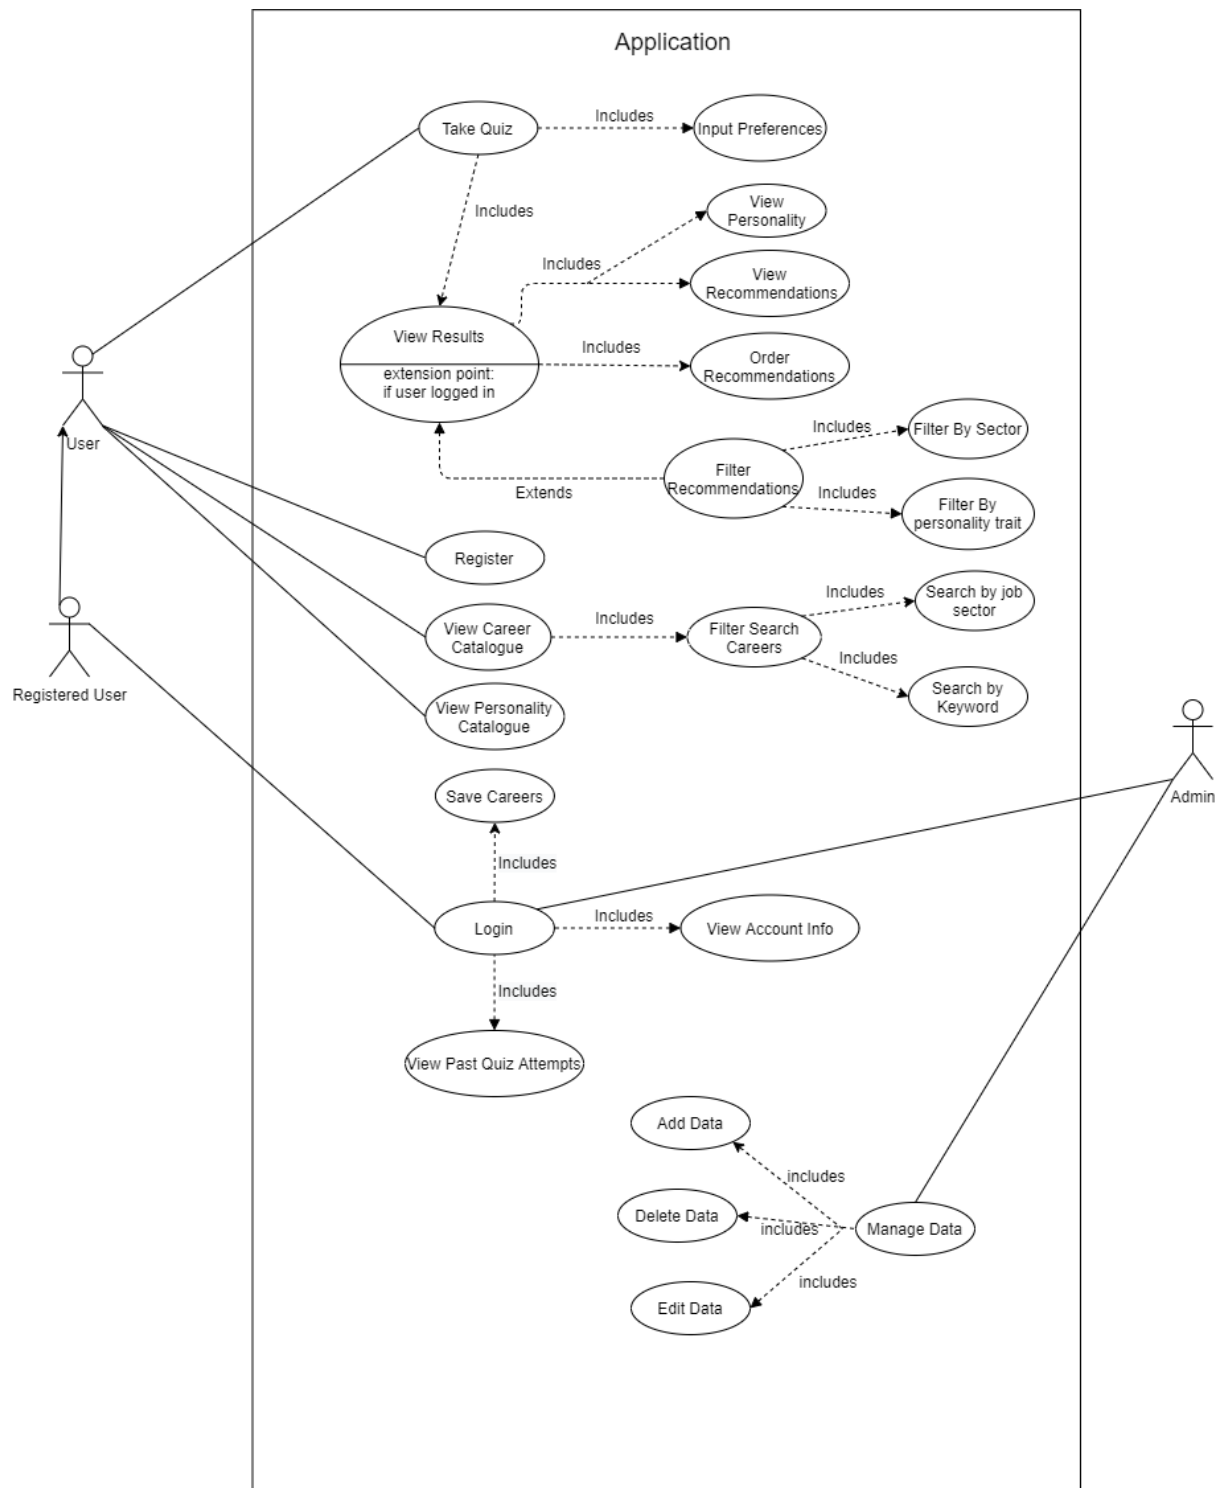 Application
Take Quiz
Includes
Input Preferences
Includes
View
Personality
Includes
View
Recommendations
View Results
extension point:
if user logged in
Includes
Order
Recommendations
User
Extends
Filter
Recommendations
Includes
Filter By Sector
Includes
Filter By
personality trait
Register
View Career
Catalogue
Includes
Filter Search
Careers
Includes
Search by job
sector
Includes
Search by
Keyword
Registered User
View Personality
Catalogue
Save Careers
Admin
Includes
Login
Includes
View Account Info
Includes
View Past Quiz Attempts
Add Data
includes
Delete Data
includes
Manage Data
includes
Edit Data